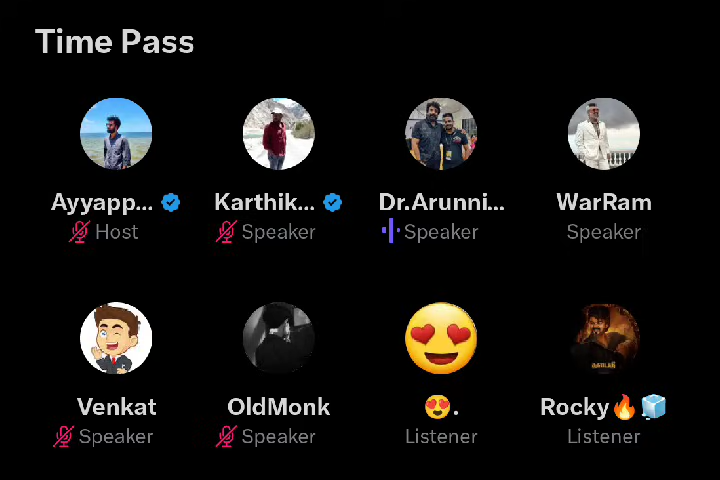 Time Pass
Ayyapp... Karthik... Dr.Arunni... WarRam
Host Speaker Speaker Speaker
Venkat OldMonk 😍. Rocky🔥🧊
Speaker Speaker Listener Listener